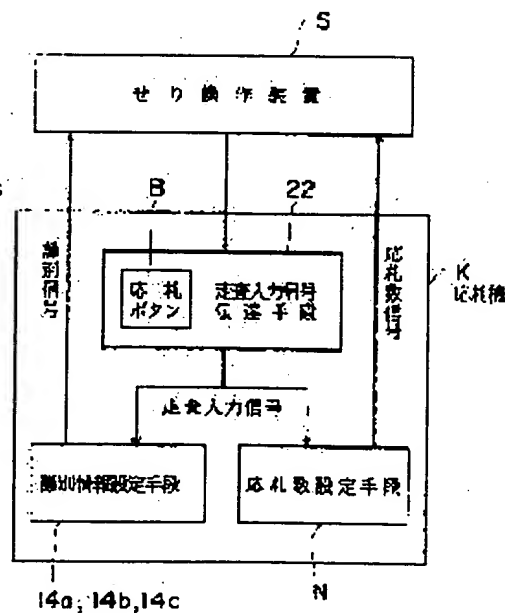 S
せり操作装置
B
22
識別信号
応札
ボタン
走査入力信号
伝達手段
応札数信号
K
応札機
走査入力信号
識別情報設定手段
応札数設定手段
14a, 14b, 14c
N